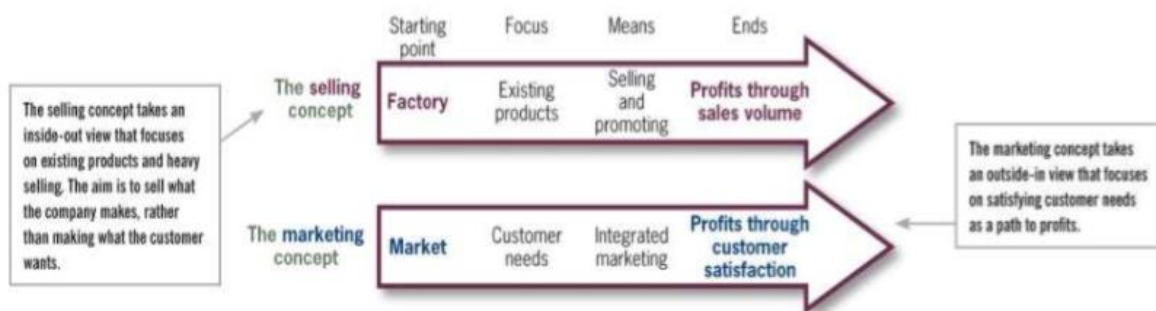 Starting point
Focus
Means
Ends
The selling concept takes an
inside-out view that focuses
on existing products and heavy
selling. The aim is to sell what
the company makes, rather
than making what the customer
wants.
The selling
concept
Factory
Existing
products
Selling
and
promoting
Profits through
sales volume
The marketing
concept
Market
Customer
needs
Integrated
marketing
Profits through
customer
satisfaction
The marketing concept takes
an outside-in view that focuses
on satisfying customer needs
as a path to profits.